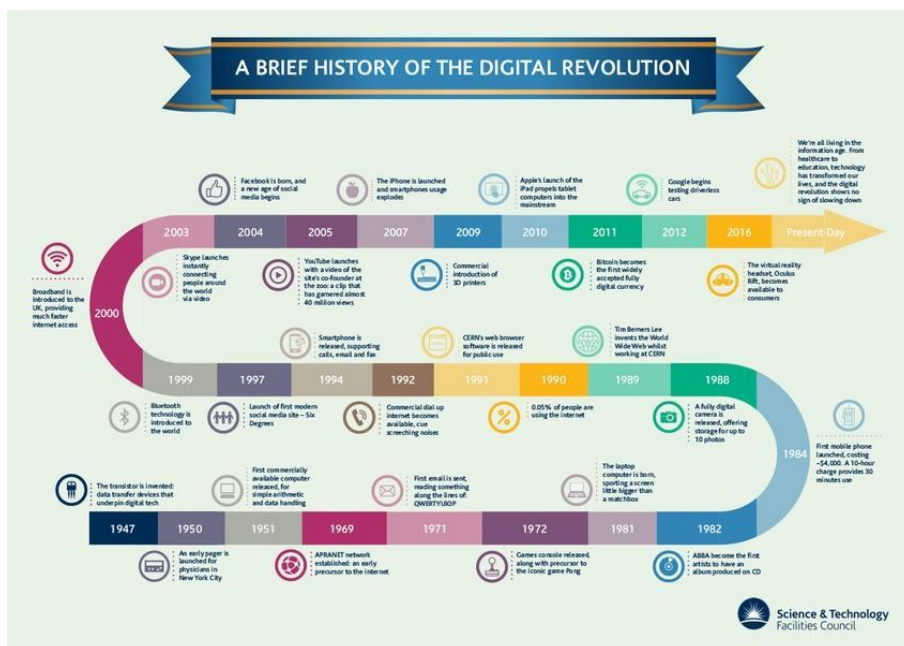 A BRIEF HISTORY OF THE DIGITAL REVOLUTION
We're all living in the
information age. From
healthcare to
education, technology
has transformed our
lives, and the digital
revolution shows no
sign of slowing down
Facebook is born, and
a new age of social
media begins
The iPhone is launched
and smartphones usage
explodes
Apple's launch of the
iPad propels tablet
computers into the
mainstream
Google begins
testing driverless
cars
2003
2004
2005
2007
2009
2010
2011
2012
2016
Present Day
Skype launches
instantly
connecting
people around
the world
via video
YouTube launches
with a video of the
site's co-founder at
the zoo: a clip that
has garnered almost
40 million views
Commercial
introduction of
3D printers
Bitcoin becomes
the first widely
accepted fully
digital currency
The virtual reality
headset, Oculus
Rift, becomes
available to
consumers
Broadband is
introduced to the
UK, providing
much faster
internet access
2000
Smartphone is
released, supporting
calls, email and fax
CERN's web browser
software is released
for public use
Tim Berners Lee
invents the World
Wide Web whilst
working at CERN
1999
1997
1994
1992
1991
1990
1989
1988
Bluetooth
technology is
introduced to
the world
Launch of first modern
social media site – Six
Degrees
Commercial dial up
internet becomes
available, cue
screeching noises
0.05% of people are
using the internet
A fully digital
camera is
released, offering
storage for up to
10 photos
1984
First mobile phone
launched, costing
~$4,000. A 10-hour
charge provides 30
minutes use
The transistor is invented:
data transfer devices that
underpin digital tech
First commercially
available computer
released, for
simple arithmetic
and data handling
First email is sent,
reading something
along the lines of:
QWERTYUIOP
The laptop
computer is born,
sporting a screen
little bigger than
a matchbox
1947
1950
1951
1969
1971
1972
1981
1982
An early pager is
launched for
physicians in
New York City
APRANET network
established: an early
precursor to the internet
Games console released,
along with precursor to
the iconic game Pong
ABBA become the first
artists to have an
album produced on CD
Science & Technology
Facilities Council